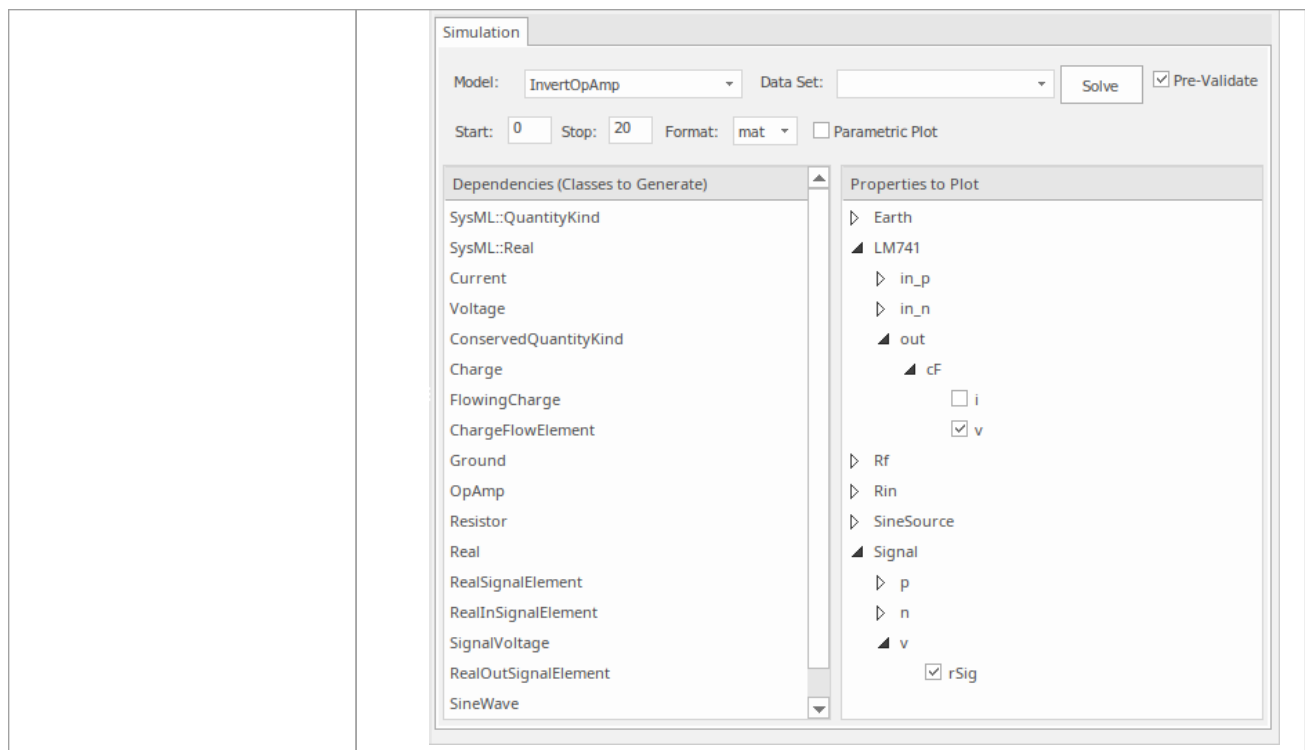 Simulation
Model: InvertOpAmp Data Set: Solve Pre-Validate
Start: 0 Stop: 20 Format: mat Parametric Plot
Dependencies (Classes to Generate)
SysML::QuantityKind
SysML::Real
Current
Voltage
ConservedQuantityKind
Charge
FlowingCharge
ChargeFlowElement
Ground
OpAmp
Resistor
Real
RealSignalElement
RealInSignalElement
SignalVoltage
RealOutSignalElement
SineWave
Properties to Plot
Earth
LM741
in_p
in_n
out
cF
i
v
Rf
Rin
SineSource
Signal
p
n
v
rSig